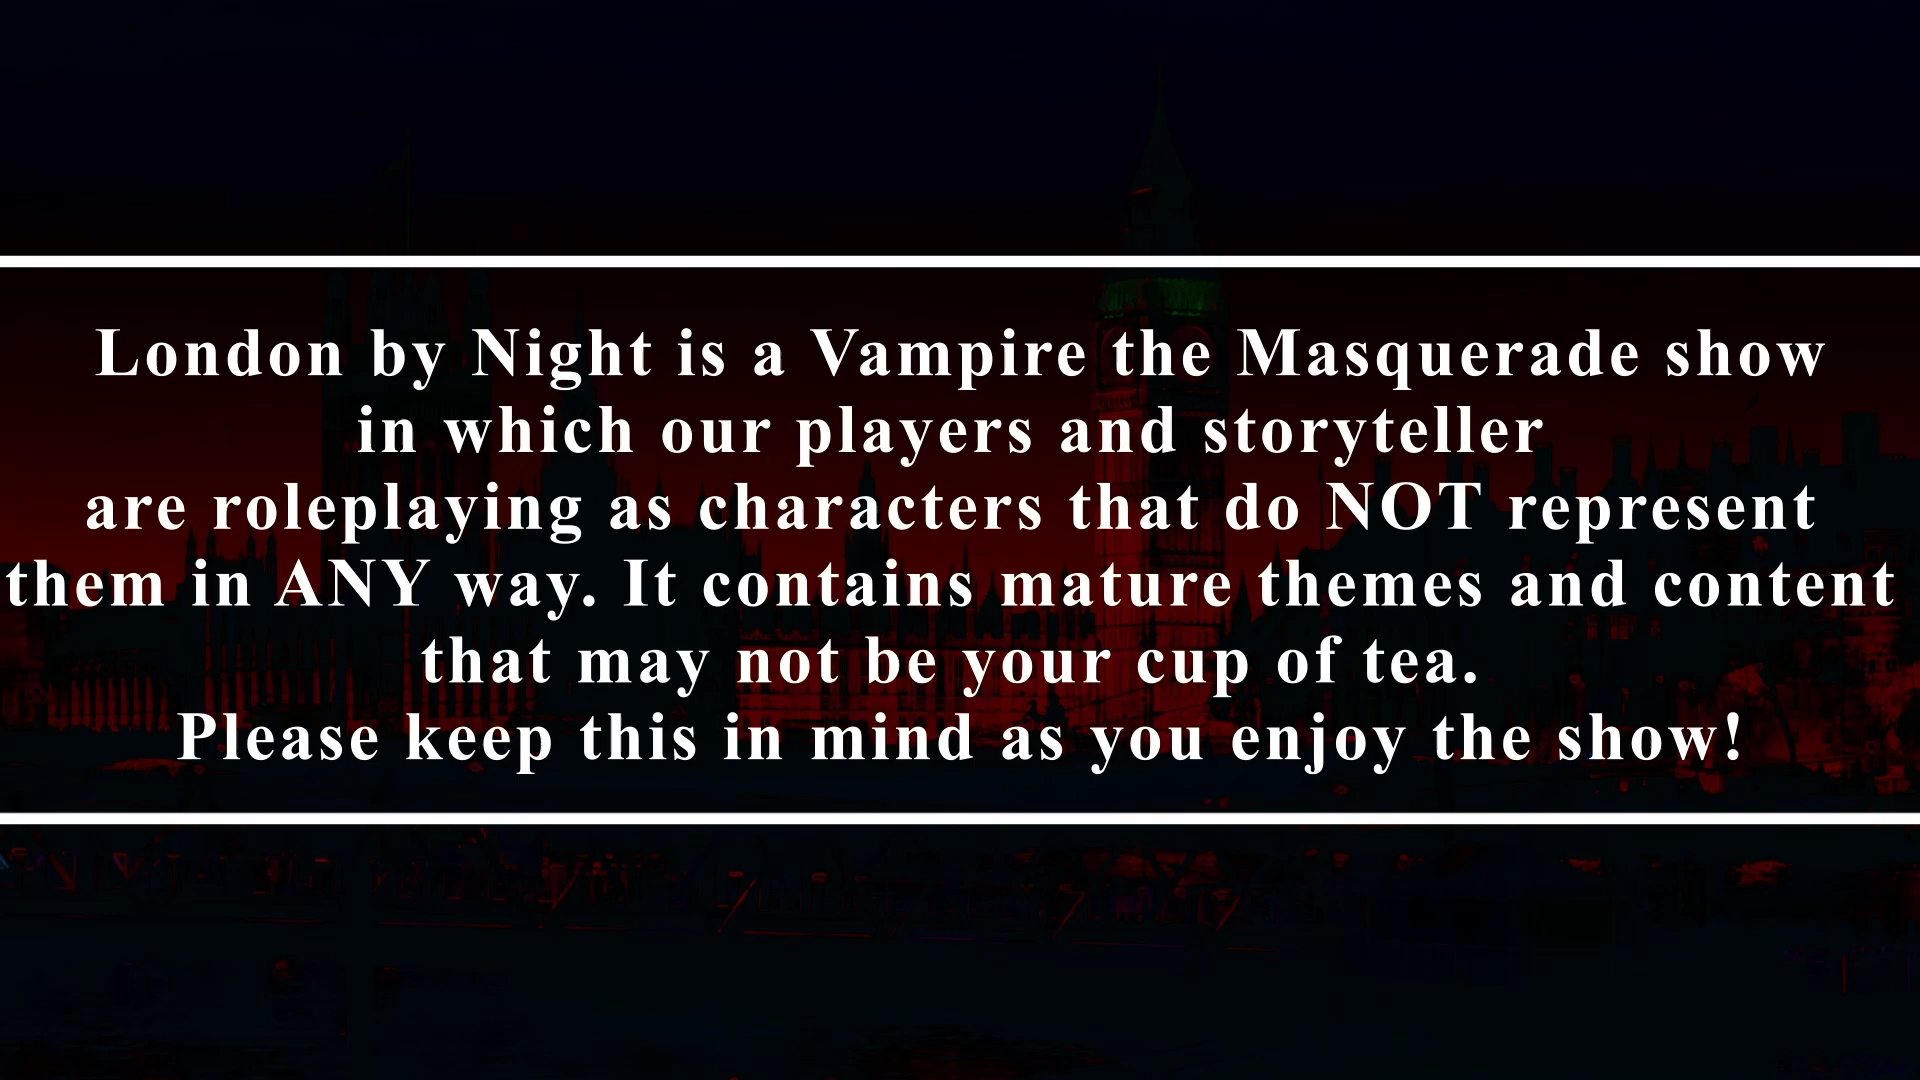 London by Night is a Vampire the Masquerade show
in which our players and storyteller
are roleplaying as characters that do NOT represent
them in ANY way. It contains mature themes and content
that may not be your cup of tea.
Please keep this in mind as you enjoy the show!